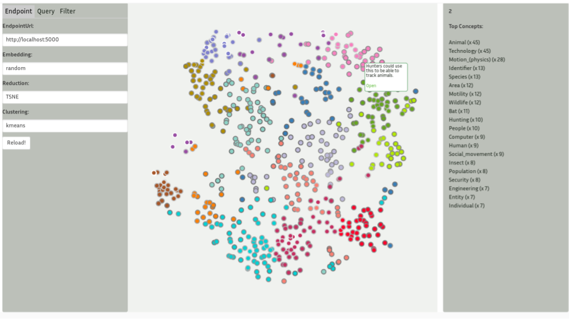 Endpoint Query Filter
EndpointUrl:
http://localhost:5000
Embedding:
random
Reduction:
TSNE
Clustering:
kmeans
Reload!
Hunters could use
this to be able to
track animals.
Open
2
Top Concepts:
Animal (x 45)
Technology (x 45)
Motion_(physics) (x 28)
Identifier (x 13)
Species (x 13)
Area (x 12)
Motility (x 12)
Wildlife (x 12)
Bat (x 11)
Hunting (x 10)
People (x 10)
Computer (x 9)
Human (x 9)
Social_movement (x 9)
Insect (x 8)
Population (x 8)
Security (x 8)
Engineering (x 7)
Entity (x 7)
Individual (x 7)